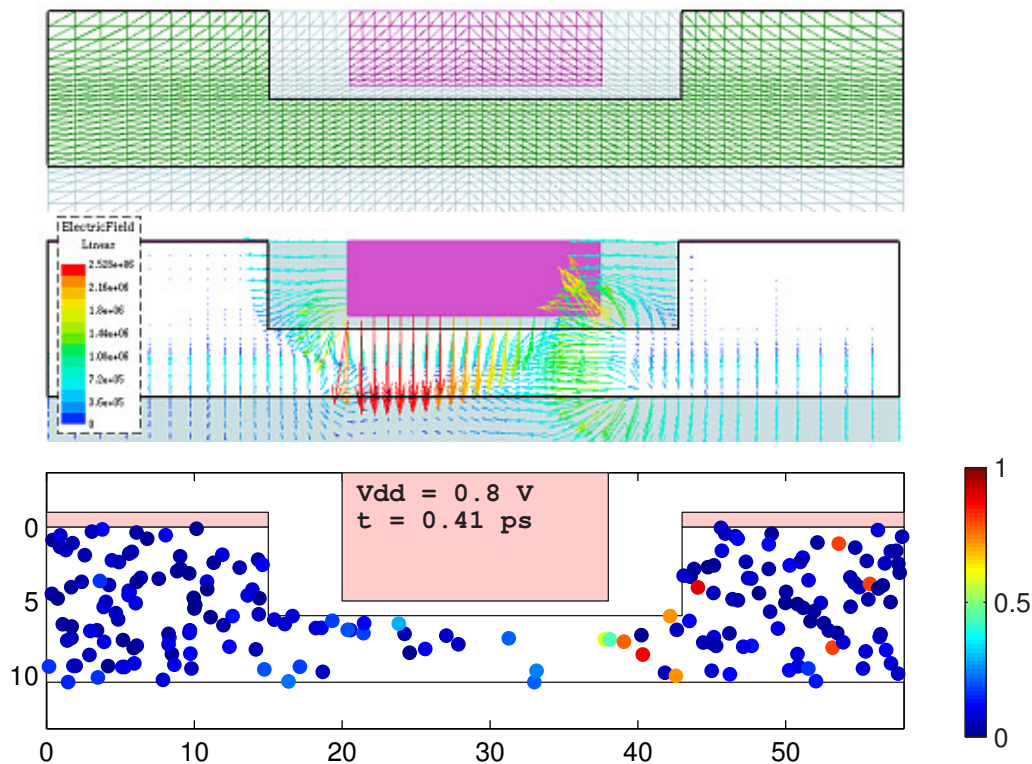 ElectricField
Linear
2.528e+06
2.16e+06
1.8e+06
1.44e+06
1.08e+06
7.2e+05
3.6e+05
0
Vdd = 0.8 V
t = 0.41 ps
0
5
10
0 10 20 30 40 50
1
0.5
0